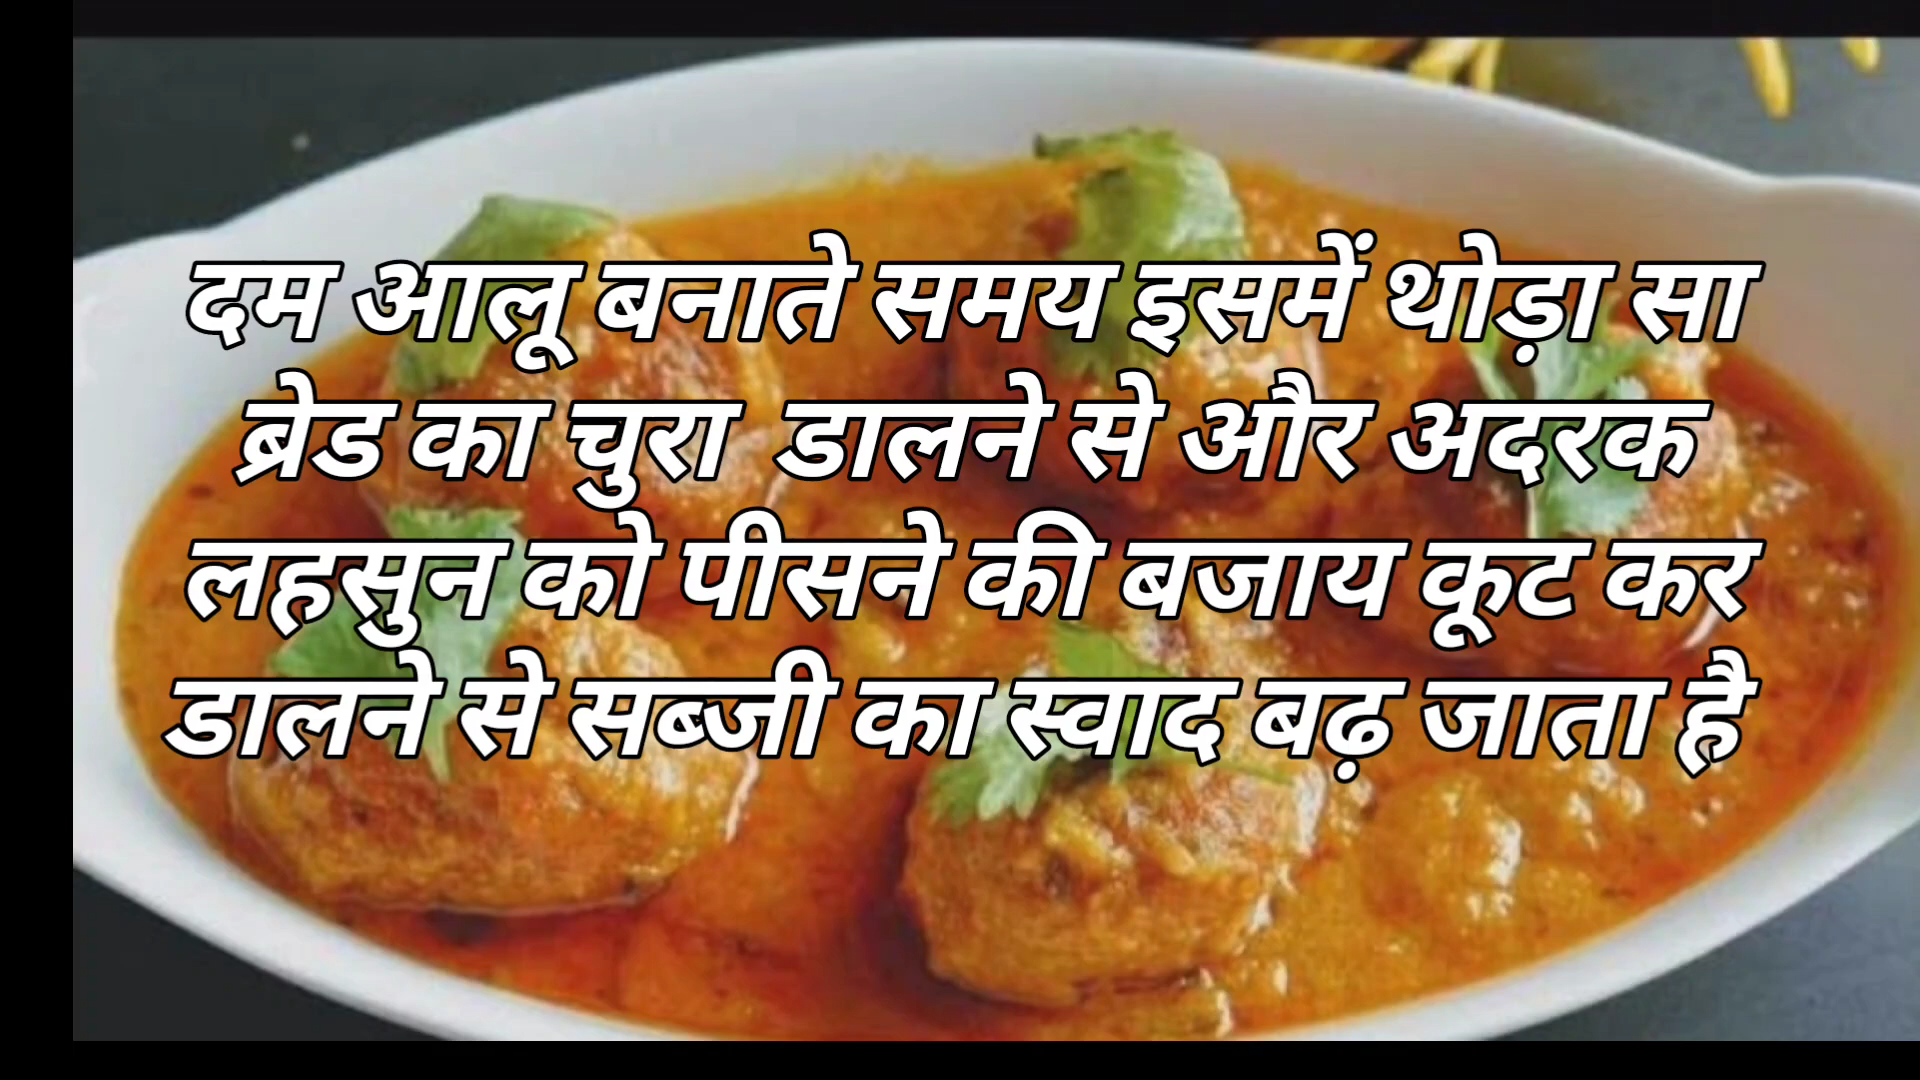 दम आलू बनाते समय इसमें थोड़ा सा
ब्रेड का चुरा डालने से और अदरक
लहसुन को पीसने की बजाय कूट कर
डालने से सब्जी का स्वाद बढ़ जाता है